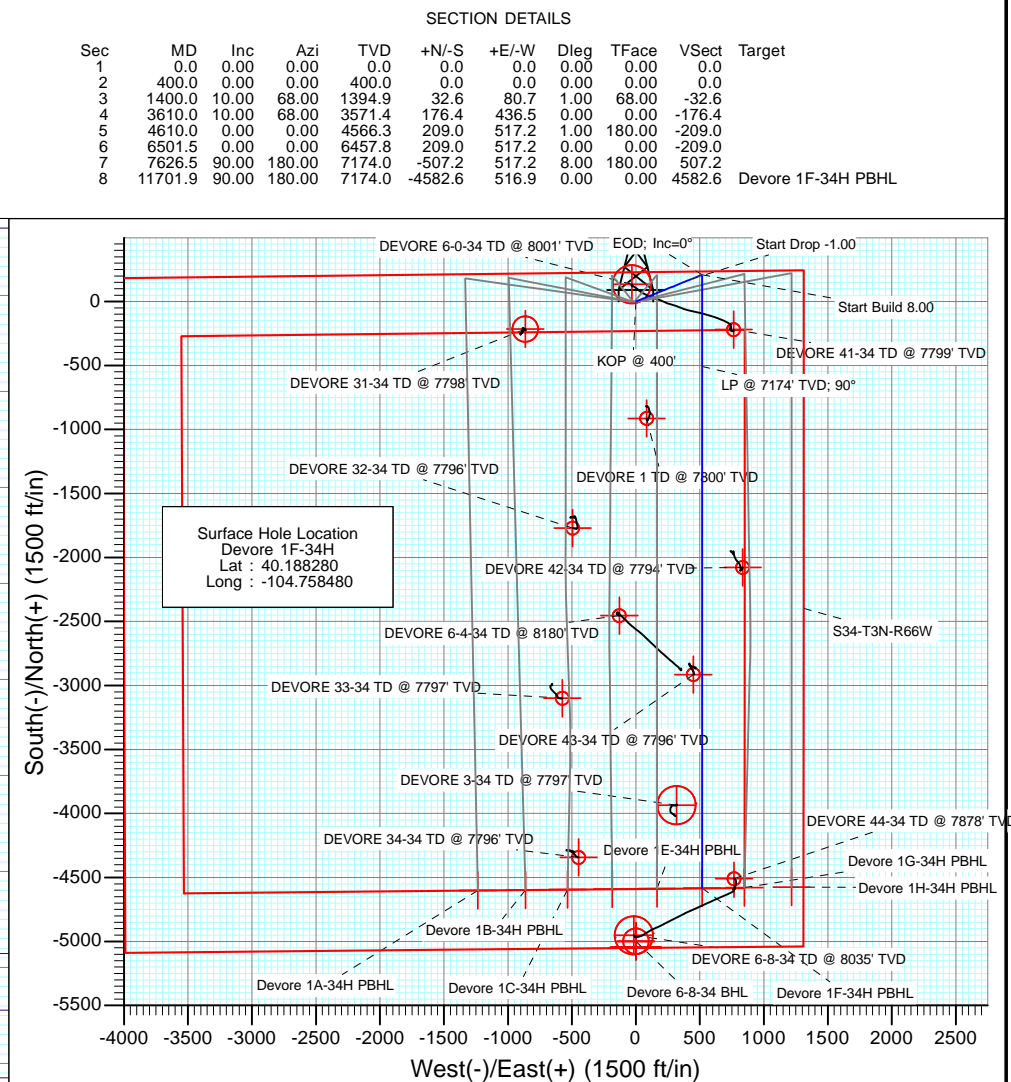 SECTION DETAILS
Sec MD Inc Azi TVD +N/-S +E/-W Dleg TFace VSect Target
1 0.0 0.00 0.00 0.0 0.0 0.0 0.00 0.00 0.0
2 400.0 0.00 0.00 400.0 0.0 0.0 0.00 0.00 0.0
3 1400.0 10.00 68.00 1394.9 32.6 80.7 1.00 68.00 -32.6
4 3610.0 10.00 68.00 3571.4 176.4 436.5 0.00 0.00 -176.4
5 4610.0 0.00 0.00 4566.3 209.0 517.2 1.00 180.00 -209.0
6 6501.5 0.00 0.00 6457.8 209.0 517.2 0.00 0.00 -209.0
7 7626.5 90.00 180.00 7174.0 -507.2 517.2 8.00 180.00 507.2
8 11701.9 90.00 180.00 7174.0 -4582.6 516.9 0.00 0.00 4582.6 Devore 1F-34H PBHL
DEVORE 6-0-34 TD @ 8001' TVD
EOD; Inc=0°
Start Drop -1.00
Start Build 8.00
KOP @ 400'
DEVORE 41-34 TD @ 7799' TVD
DEVORE 31-34 TD @ 7798' TVD
LP @ 7174' TVD; 90°
DEVORE 32-34 TD @ 7796' TVD
DEVORE 1 TD @ 7800' TVD
Surface Hole Location
Devore 1F-34H
Lat : 40.188280
Long : -104.758480
DEVORE 42-34 TD @ 7794' TVD
DEVORE 6-4-34 TD @ 8180' TVD
S34-T3N-R66W
DEVORE 33-34 TD @ 7797' TVD
DEVORE 43-34 TD @ 7796' TVD
DEVORE 3-34 TD @ 7797' TVD
DEVORE 44-34 TD @ 7878' TVD
DEVORE 34-34 TD @ 7796' TVD
Devore 1E-34H PBHL
Devore 1G-34H PBHL
Devore 1H-34H PBHL
Devore 1B-34H PBHL
DEVORE 6-8-34 TD @ 8035' TVD
Devore 1A-34H PBHL
Devore 1C-34H PBHL
Devore 6-8-34 BHL
Devore 1F-34H PBHL
0
-500
-1000
-1500
-2000
-2500
-3000
-3500
-4000
-4500
-5000
-5500
South(-)/North(+) (1500 ft/in)
-4000 -3500 -3000 -2500 -2000 -1500 -1000 -500 0 500 1000 1500 2000 2500
West(-)/East(+) (1500 ft/in)